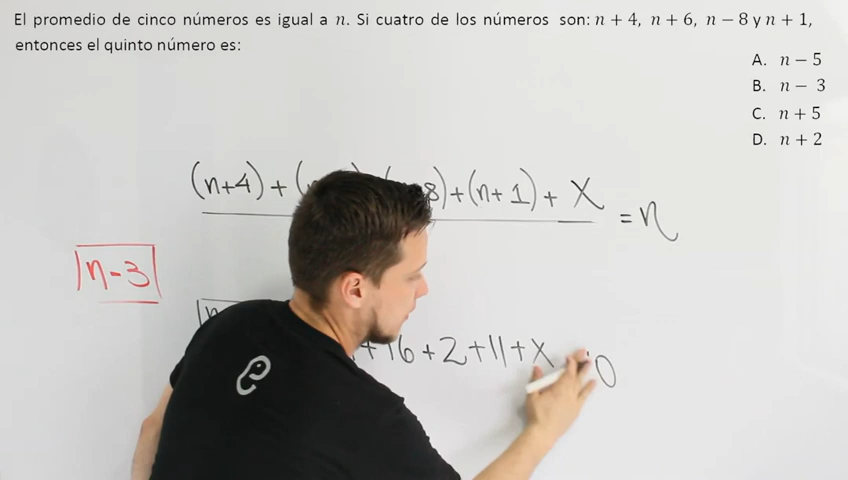 El promedio de cinco números es igual a n. Si cuatro de los números son: n + 4, n + 6, n − 8 y n + 1,
entonces el quinto número es:
A. n − 5
B. n − 3
C. n + 5
D. n + 2
(n+4) + ( 8) + (n+1) + X
= n
n-3
+16 + 2 + 11 + X